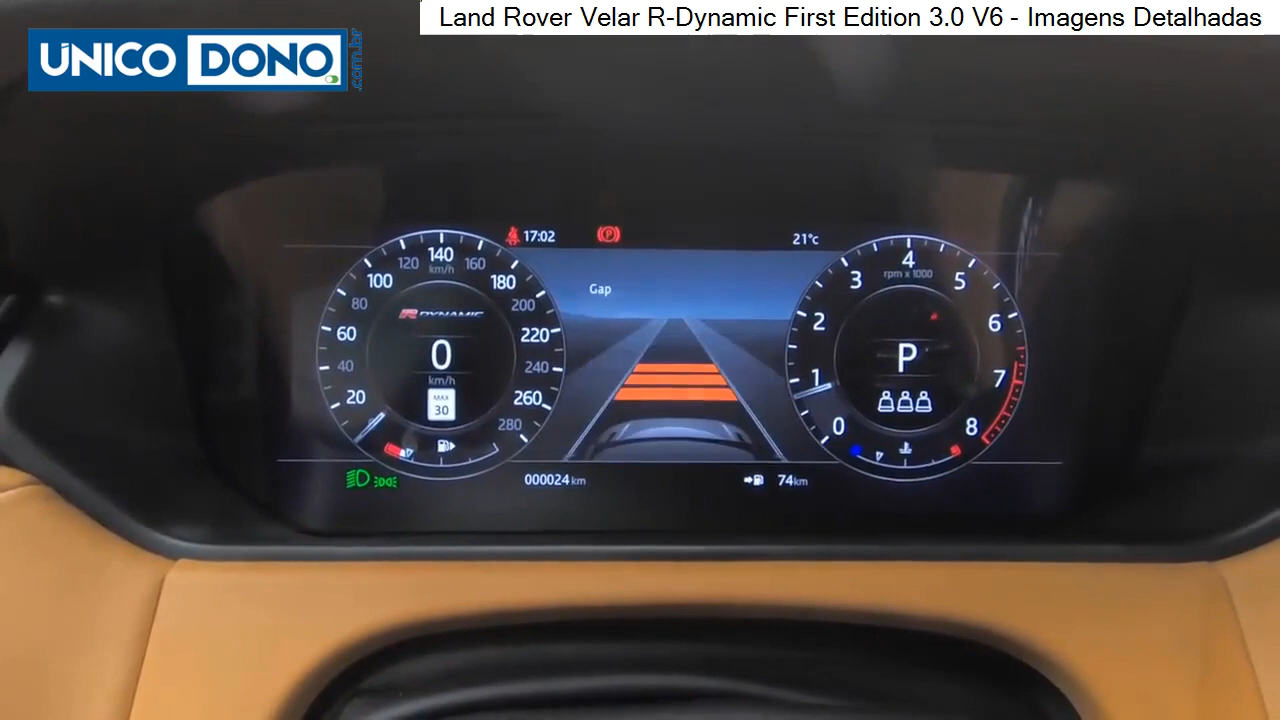 Land Rover Velar R-Dynamic First Edition 3.0 V6 - Imagens Detalhadas
ÚNICO DONO
.com.br
17:02
21°c
Gap
20
40
60
80
100
120
140
160
180
200
220
240
260
280
km/h
R DYNAMIC
0
km/h
MAX
30
0
1
2
3
4
5
6
7
8
rpm x 1000
P
000024 km
74 km